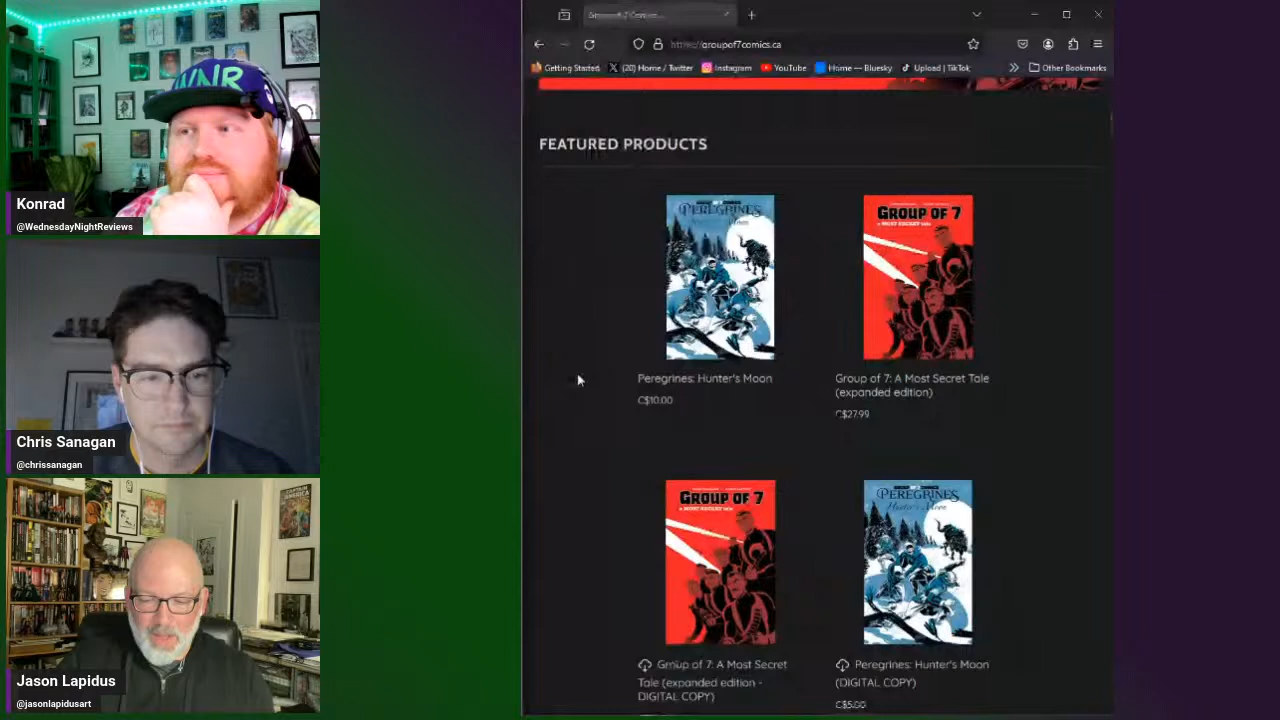 WNR
Konrad
@WednesdayNightReviews
Chris Sanagan
@chrissanagan
Jason Lapidus
@jasonlapidusart
https://groupof7comics.ca
Getting Started
(20) Home / Twitter
Instagram
YouTube
Home — Bluesky
Upload | TikTok
Other Bookmarks
FEATURED PRODUCTS
PEREGRINES
GROUP OF 7
A MOST SECRET TALE
Peregrines: Hunter's Moon
C$10.00
Group of 7: A Most Secret Tale
(expanded edition)
C$27.99
GROUP OF 7
A MOST SECRET TALE
PEREGRINES
Hunter's Moon
Group of 7: A Most Secret
Tale (expanded edition -
DIGITAL COPY)
Peregrines: Hunter's Moon
(DIGITAL COPY)
C$5.00